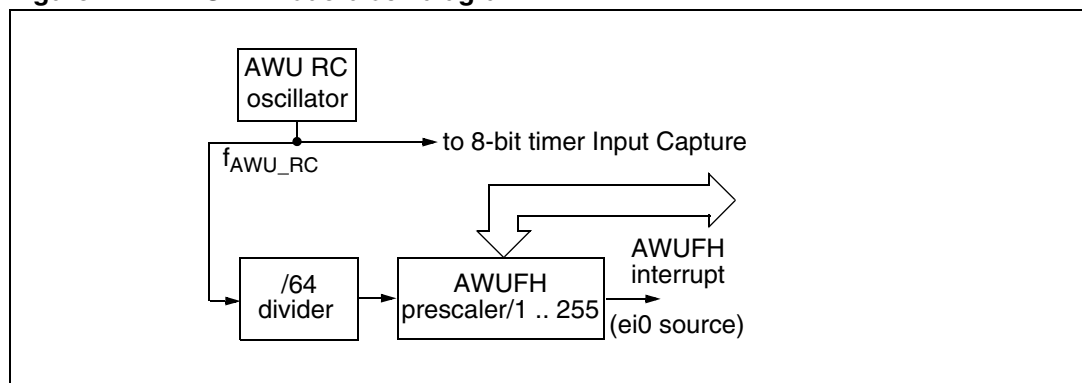 AWU RC
oscillator
to 8-bit timer Input Capture
fAWU_RC
AWUFH
interrupt
/64
divider
AWUFH
prescaler/1 .. 255
(ei0 source)